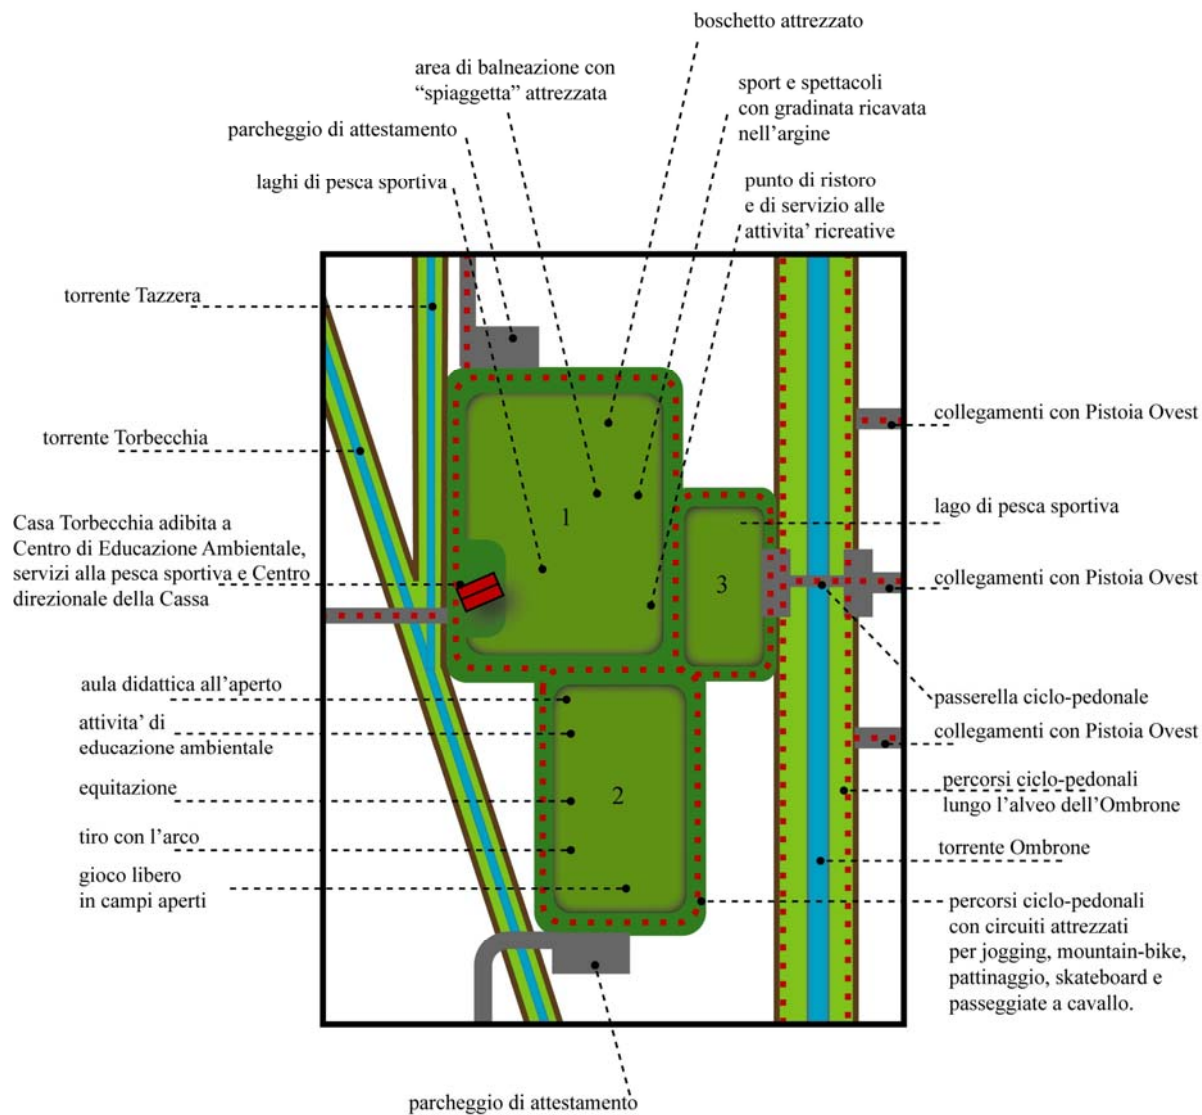 boschetto attrezzato
area di balneazione con
“spiaggetta” attrezzata
sport e spettacoli
con gradinata ricavata
nell’argine
parcheggio di attestamento
laghi di pesca sportiva
punto di ristoro
e di servizio alle
attivita’ ricreative
torrente Tazzera
torrente Torbecchia
Casa Torbecchia adibita a
Centro di Educazione Ambientale,
servizi alla pesca sportiva e Centro
direzionale della Cassa
aula didattica all’aperto
attivita’ di
educazione ambientale
equitazione
tiro con l’arco
gioco libero
in campi aperti
1
3
2
collegamenti con Pistoia Ovest
lago di pesca sportiva
collegamenti con Pistoia Ovest
passerella ciclo-pedonale
collegamenti con Pistoia Ovest
percorsi ciclo-pedonali
lungo l’alveo dell’Ombrone
torrente Ombrone
percorsi ciclo-pedonali
con circuiti attrezzati
per jogging, mountain-bike,
pattinaggio, skateboard e
passeggiate a cavallo.
parcheggio di attestamento